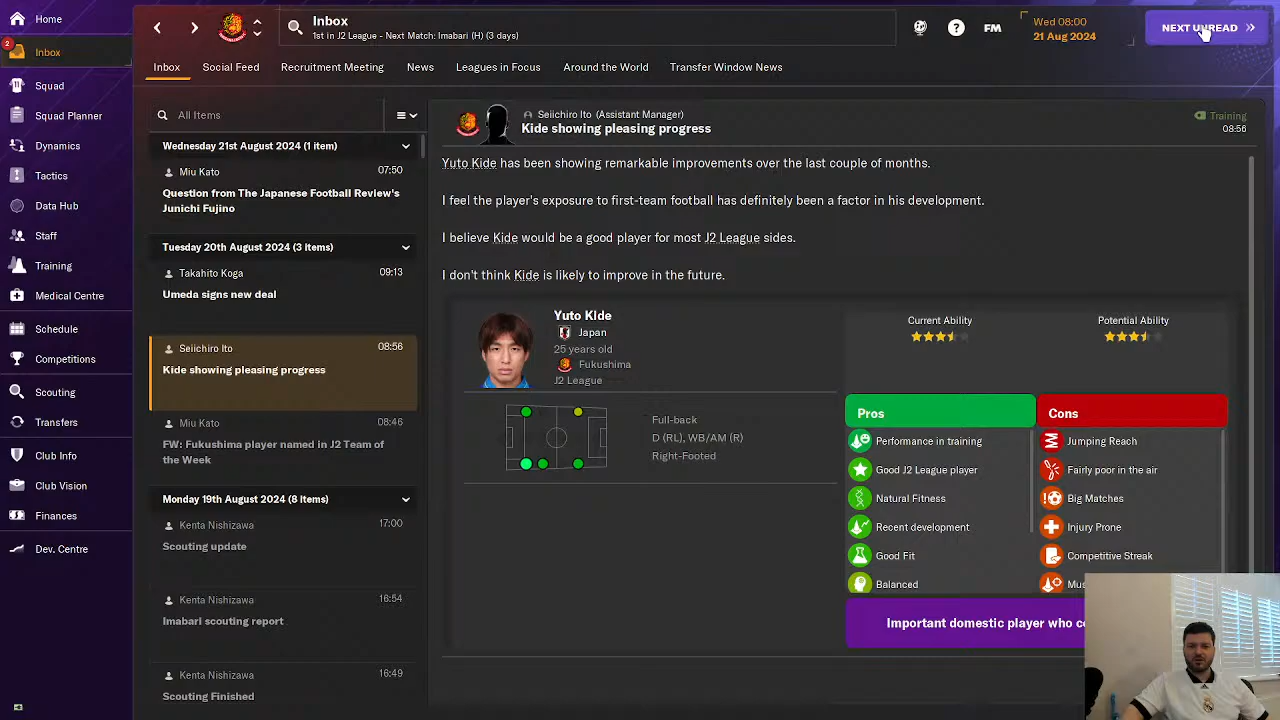 Home
2
Inbox
Squad
Squad Planner
Dynamics
Tactics
Data Hub
Staff
Training
Medical Centre
Schedule
Competitions
Scouting
Transfers
Club Info
Club Vision
Finances
Dev. Centre
Inbox
1st in J2 League - Next Match: Imabari (H) (3 days)
FM
Wed 08:00
21 Aug 2024
NEXT UNREAD
Inbox
Social Feed
Recruitment Meeting
News
Leagues in Focus
Around the World
Transfer Window News
All Items
Wednesday 21st August 2024 (1 item)
Miu Kato
07:50
Question from The Japanese Football Review's
Junichi Fujino
Tuesday 20th August 2024 (3 Items)
Takahito Koga
09:13
Umeda signs new deal
Seiichiro Ito
08:56
Kide showing pleasing progress
Miu Kato
08:46
FW: Fukushima player named in J2 Team of
the Week
Monday 19th August 2024 (8 Items)
Kenta Nishizawa
17:00
Scouting update
Kenta Nishizawa
16:54
Imabari scouting report
Kenta Nishizawa
16:49
Scouting Finished
Seiichiro Ito (Assistant Manager)
Kide showing pleasing progress
Training
08:56
Yuto Kide has been showing remarkable improvements over the last couple of months.
I feel the player's exposure to first-team football has definitely been a factor in his development.
I believe Kide would be a good player for most J2 League sides.
I don't think Kide is likely to improve in the future.
Yuto Kide
Japan
25 years old
Fukushima
J2 League
Full-back
D (RL), WB/AM (R)
Right-Footed
Current Ability
Potential Ability
Pros
Performance in training
Good J2 League player
Natural Fitness
Recent development
Good Fit
Balanced
Cons
Jumping Reach
Fairly poor in the air
Big Matches
Injury Prone
Competitive Streak
Important domestic player who